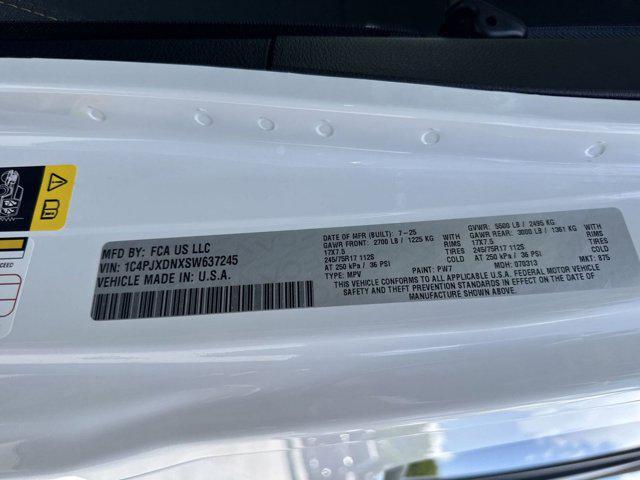 MFD BY: FCA US LLC
VIN: 1C4PJXDNXSW637245
VEHICLE MADE IN: U.S.A.
DATE OF MFR (BUILT): 7-25
GAWR FRONT: 2700 LB / 1225 KG WITH
17X7.5 RIMS
245/75R17 112S TIRES
AT 250 kPa / 36 PSI COLD
TYPE: MPV PAINT: PW7
GVWR: 5500 LB / 2495 KG
GAWR REAR: 3000 LB / 1361 KG WITH
17X7.5 RIMS
245/75R17 112S TIRES
AT 250 kPa / 36 PSI COLD
MDH: 070313 MKT: 875
THIS VEHICLE CONFORMS TO ALL APPLICABLE U.S.A. FEDERAL MOTOR VEHICLE
SAFETY AND THEFT PREVENTION STANDARDS IN EFFECT ON THE DATE OF
MANUFACTURE SHOWN ABOVE.